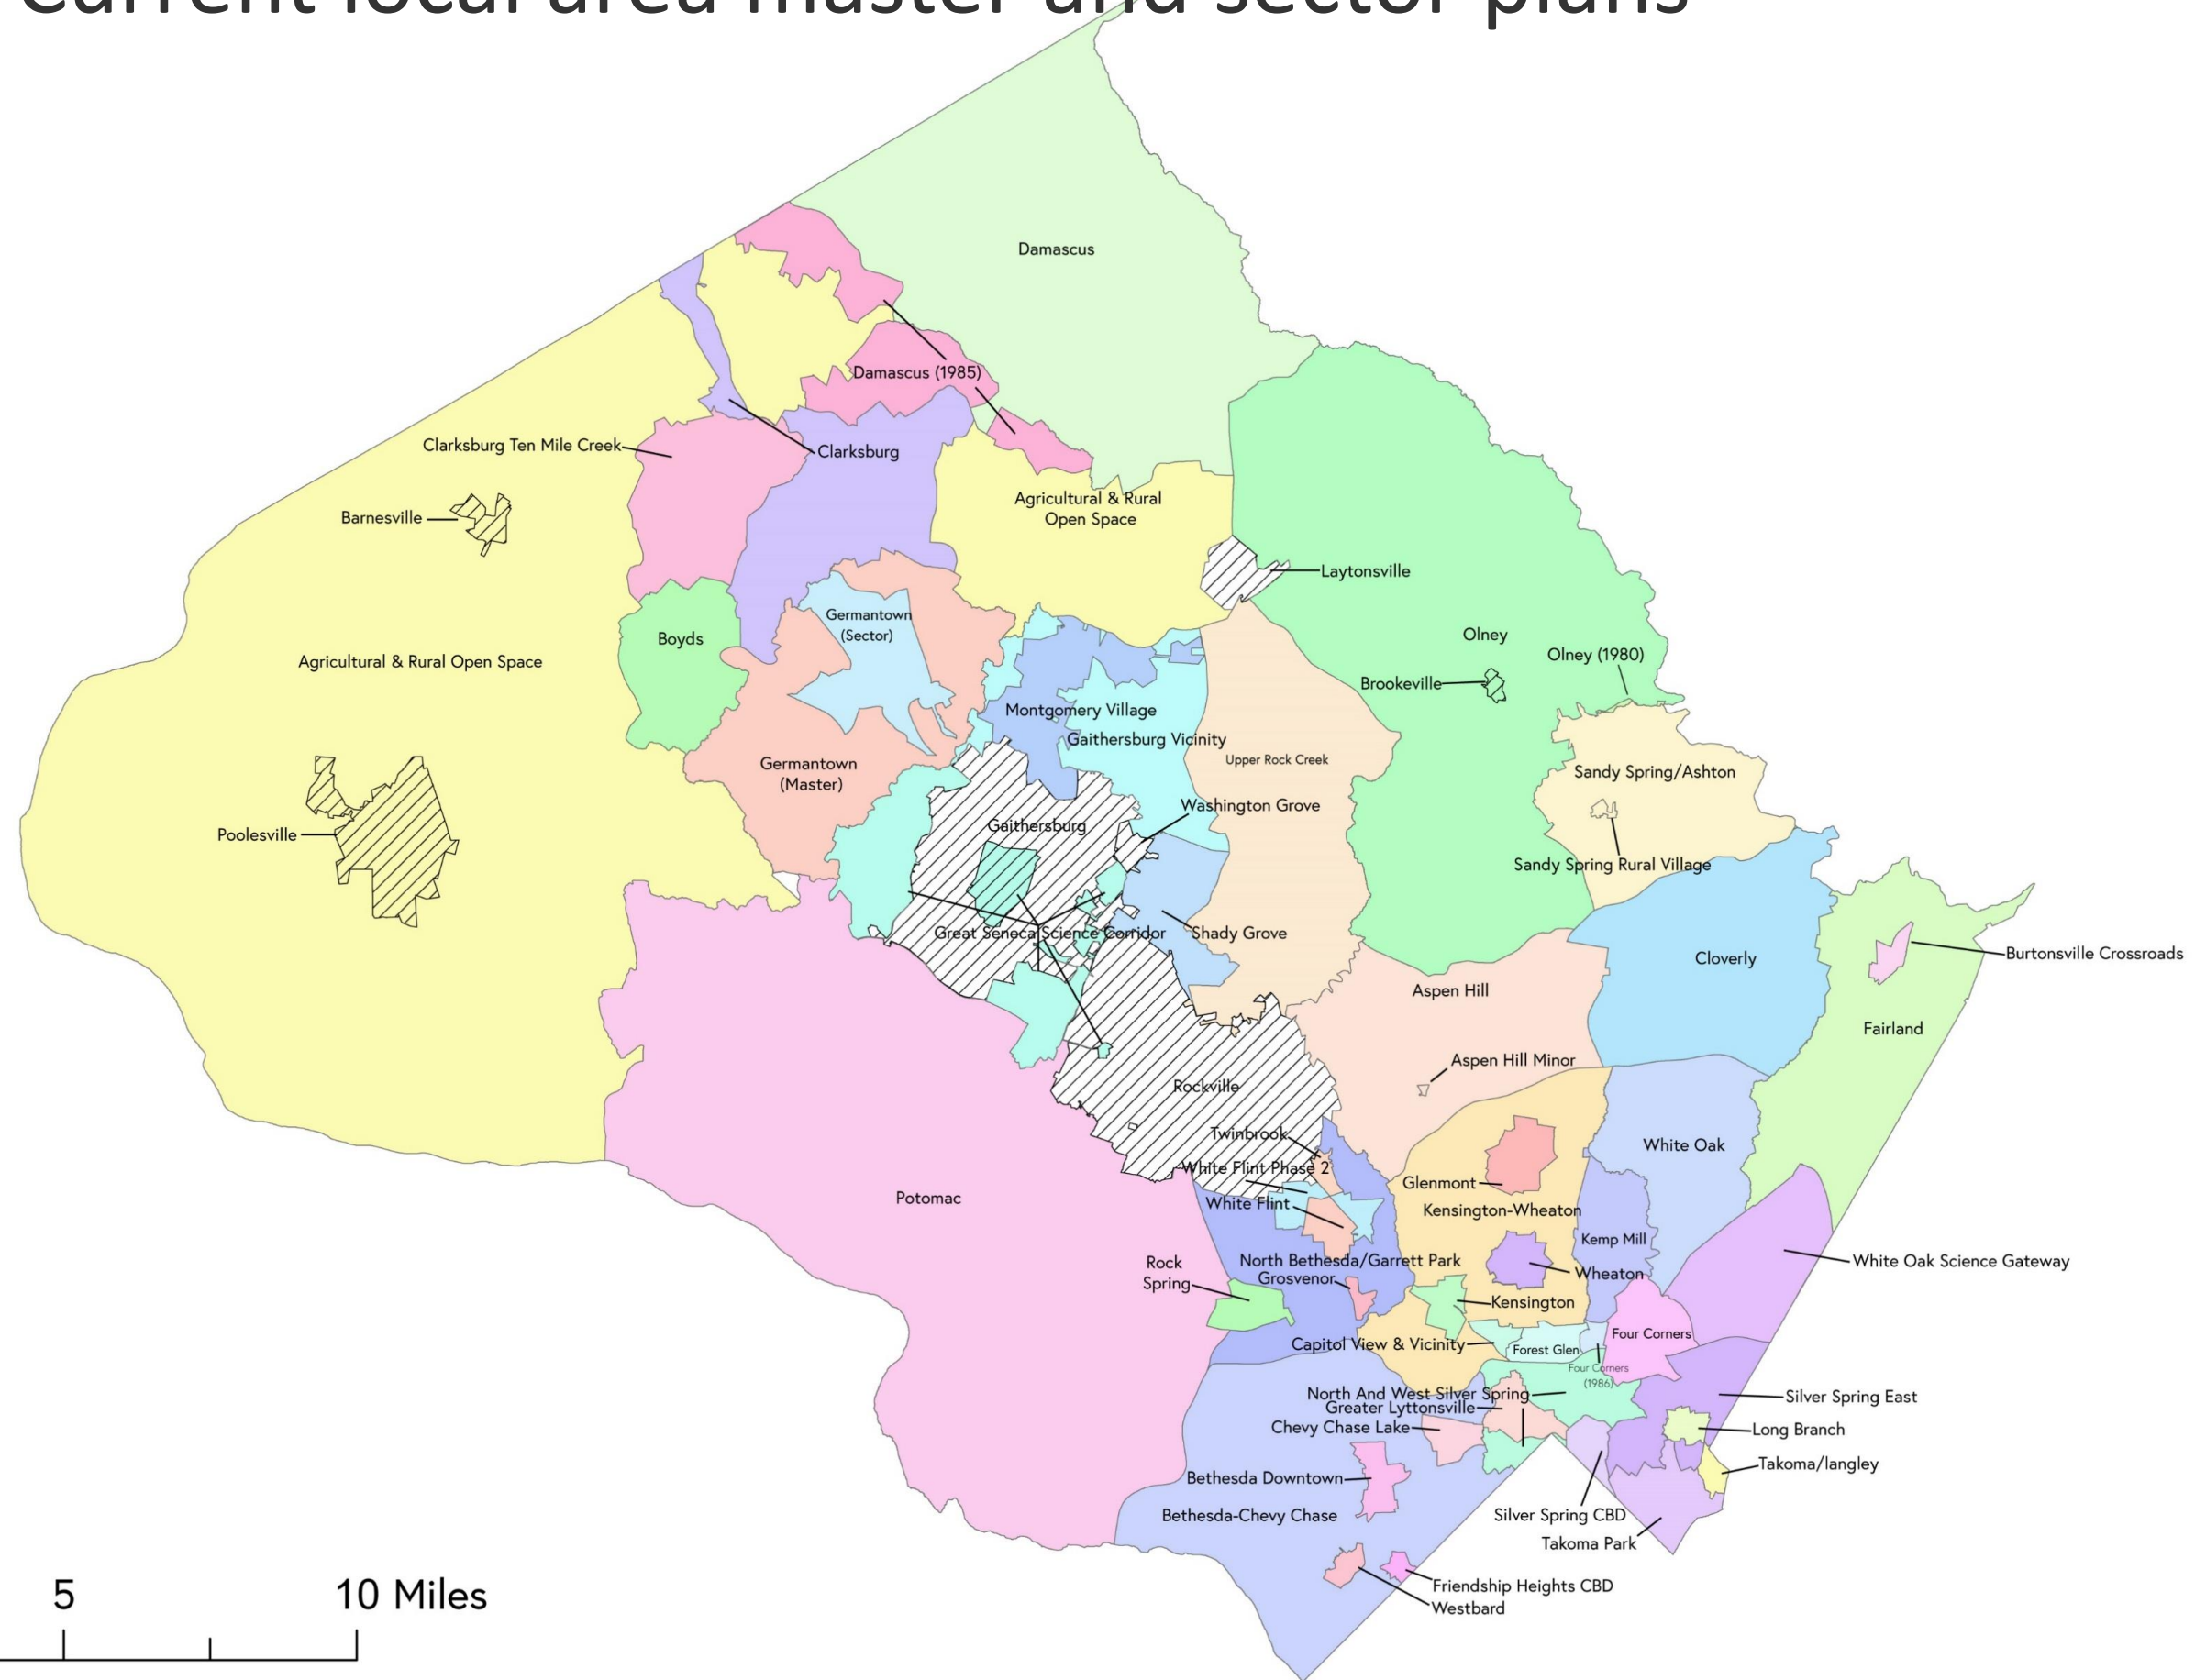 Current local area master and sector plans
Damascus
Damascus (1985)
Clarksburg Ten Mile Creek
Clarksburg
Agricultural & Rural
Open Space
Barnesville
Laytonsville
Germantown
(Sector)
Boyds
Olney
Olney (1980)
Agricultural & Rural Open Space
Brookeville
Montgomery Village
Gaithersburg Vicinity
Upper Rock Creek
Germantown
(Master)
Sandy Spring/Ashton
Washington Grove
Gaithersburg
Poolesville
Sandy Spring Rural Village
Great Seneca Science Corridor
Shady Grove
Burtonsville Crossroads
Cloverly
Aspen Hill
Fairland
Aspen Hill Minor
Rockville
Twinbrook
White Oak
White Flint Phase 2
Glenmont
Potomac
White Flint
Kensington-Wheaton
Kemp Mill
North Bethesda/Garrett Park
White Oak Science Gateway
Rock
Spring
Grosvenor
Wheaton
Kensington
Four Corners
Capitol View & Vicinity
Forest Glen
Four Corners
(1986)
North And West Silver Spring
Silver Spring East
Greater Lyttonsville
Chevy Chase Lake
Long Branch
Takoma/langley
Bethesda Downtown
Bethesda-Chevy Chase
Silver Spring CBD
Takoma Park
Friendship Heights CBD
Westbard
5
10 Miles